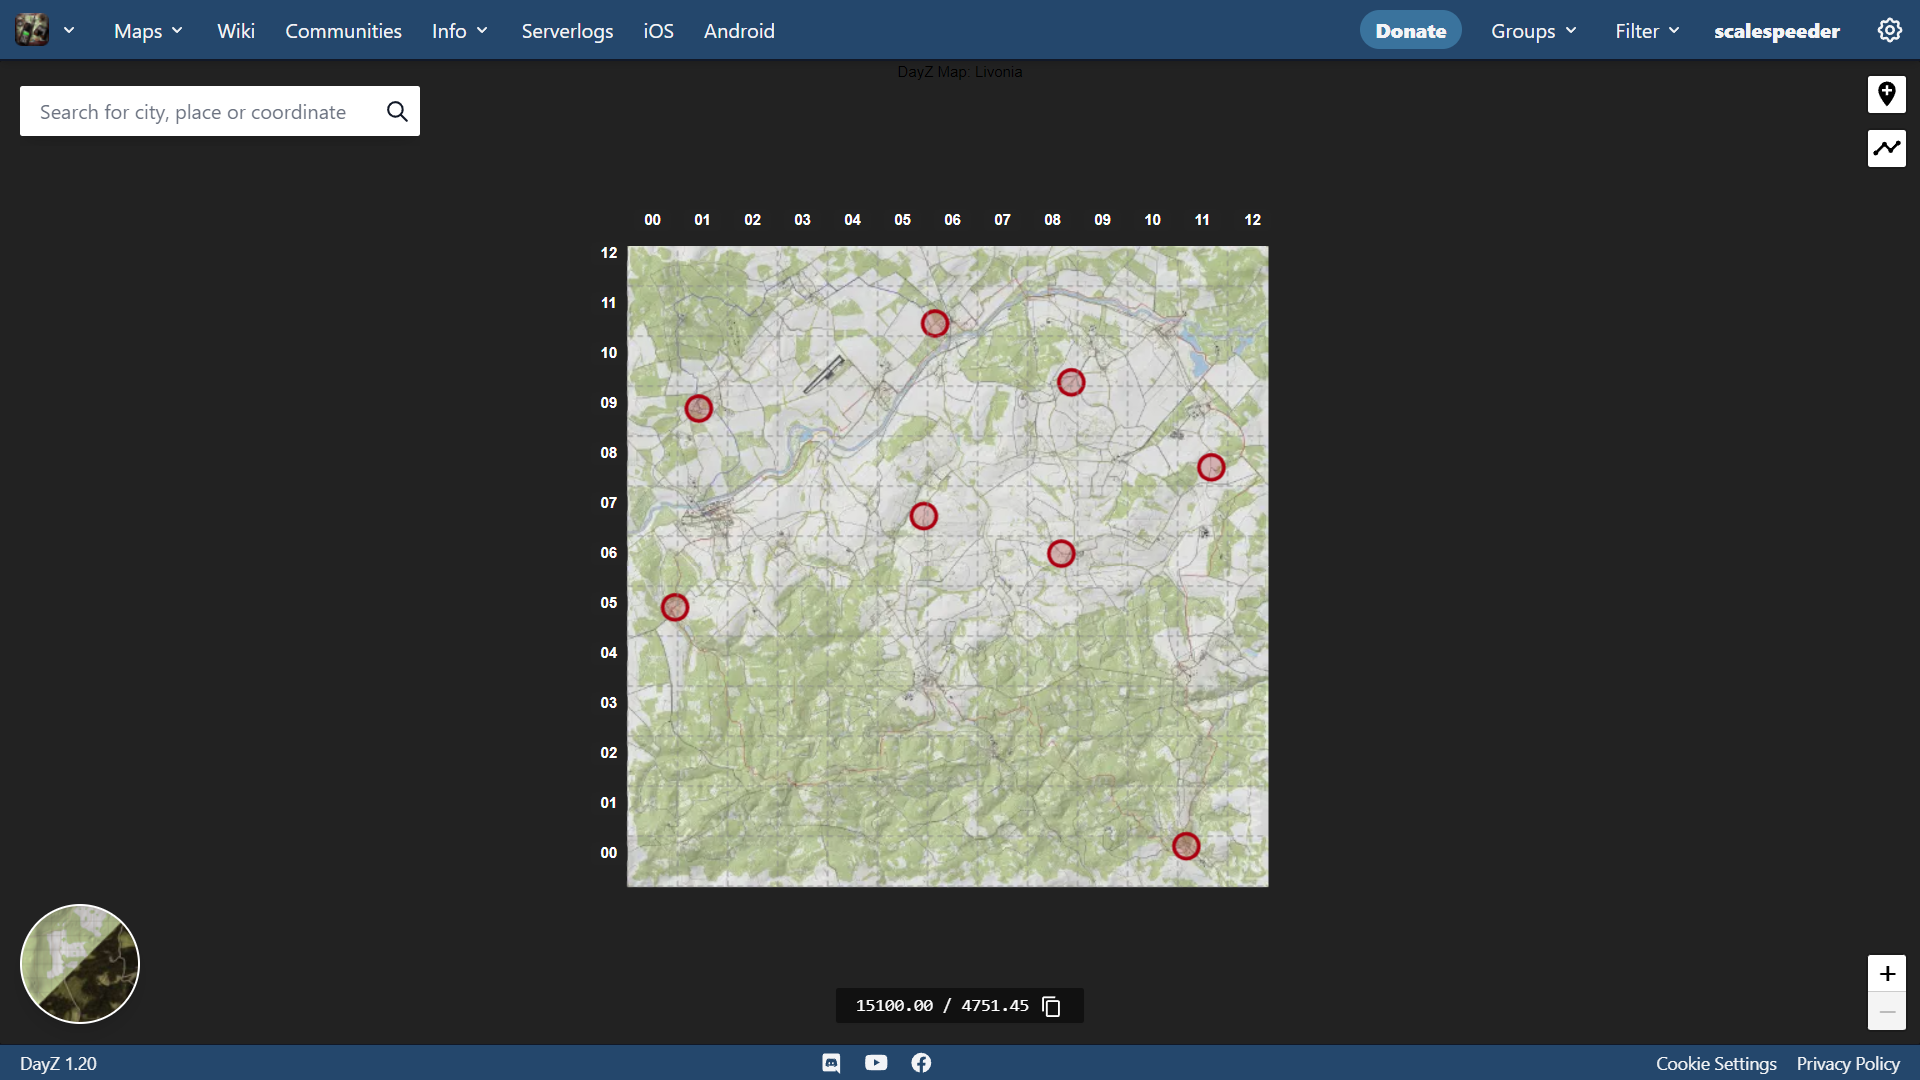 Maps Wiki Communities Info Serverlogs iOS Android Donate Groups Filter scalespeeder
DayZ Map: Livonia
Search for city, place or coordinate
00 01 02 03 04 05 06 07 08 09 10 11 12
12
11
10
09
08
07
06
05
04
03
02
01
00
15100.00 / 4751.45
DayZ 1.20 Cookie Settings Privacy Policy